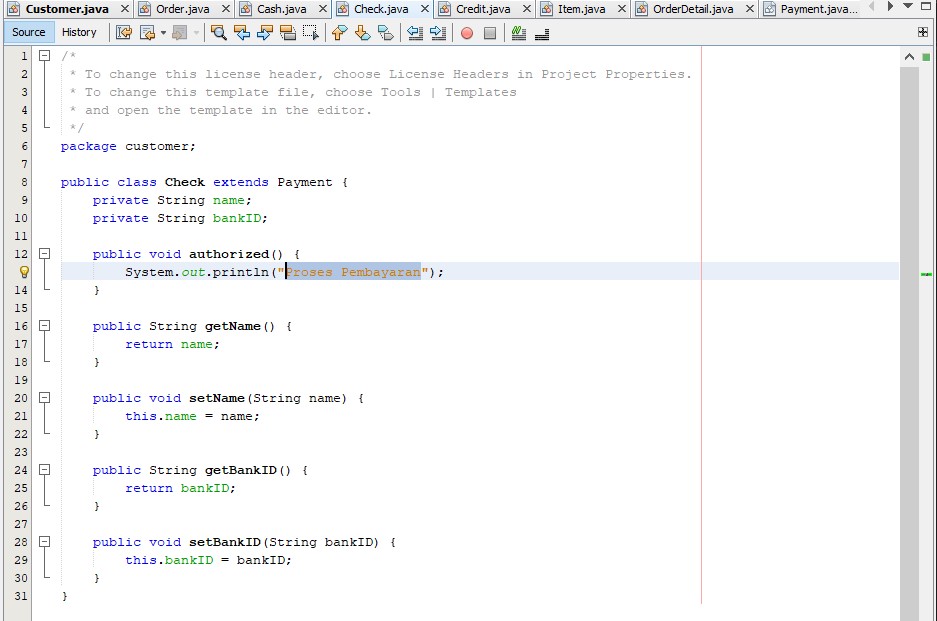 Customer.java Order.java Cash.java Check.java Credit.java Item.java OrderDetail.java Payment.java...
Source History
1 /*
2 * To change this license header, choose License Headers in Project Properties.
3 * To change this template file, choose Tools | Templates
4 * and open the template in the editor.
5 */
6 package customer;
7
8 public class Check extends Payment {
9 private String name;
10 private String bankID;
11
12 public void authorized() {
System.out.println("Proses Pembayaran");
14 }
15
16 public String getName() {
17 return name;
18 }
19
20 public void setName(String name) {
21 this.name = name;
22 }
23
24 public String getBankID() {
25 return bankID;
26 }
27
28 public void setBankID(String bankID) {
29 this.bankID = bankID;
30 }
31 }